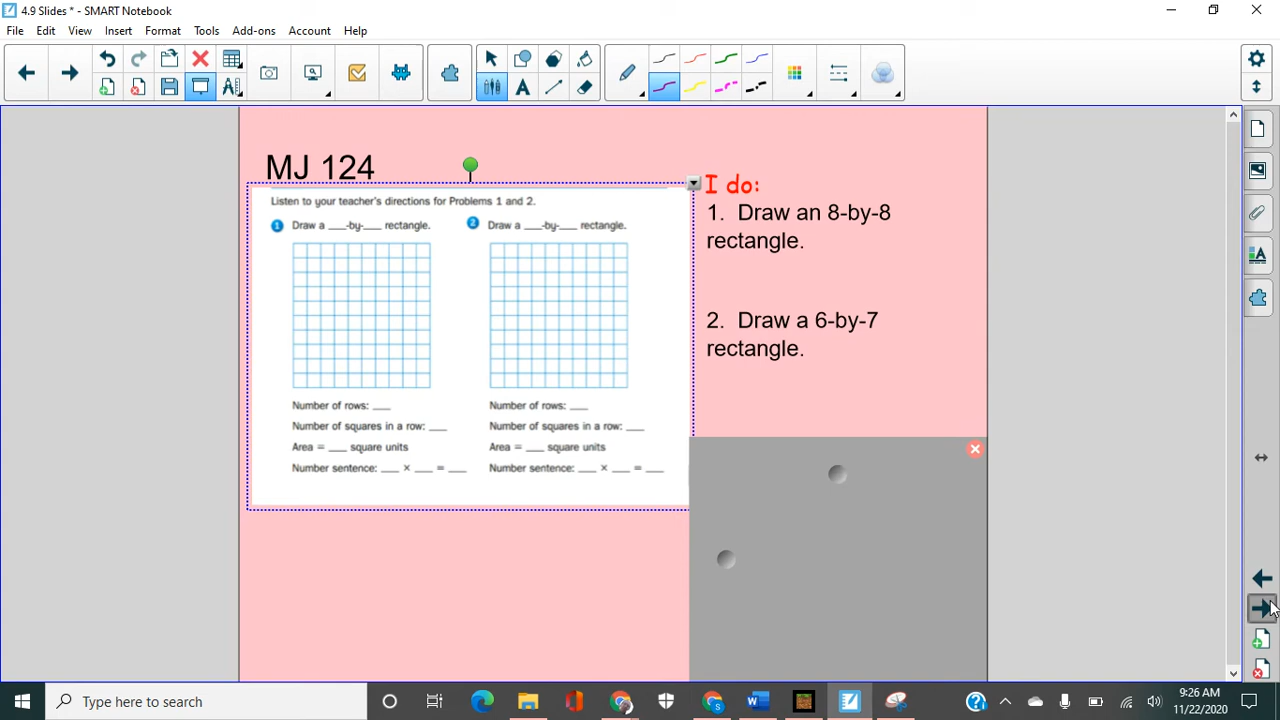 4.9 Slides * - SMART Notebook
File Edit View Insert Format Tools Add-ons Account Help
MJ 124
Listen to your teacher's directions for Problems 1 and 2.
1 Draw a ___-by-___ rectangle.
2 Draw a ___-by-___ rectangle.
Number of rows: ___
Number of squares in a row: ___
Area = ___ square units
Number sentence: ___ × ___ = ___
Number of rows: ___
Number of squares in a row: ___
Area = ___ square units
Number sentence: ___ × ___ = ___
I do:
1. Draw an 8-by-8
rectangle.
2. Draw a 6-by-7
rectangle.
Type here to search
9:26 AM
11/22/2020